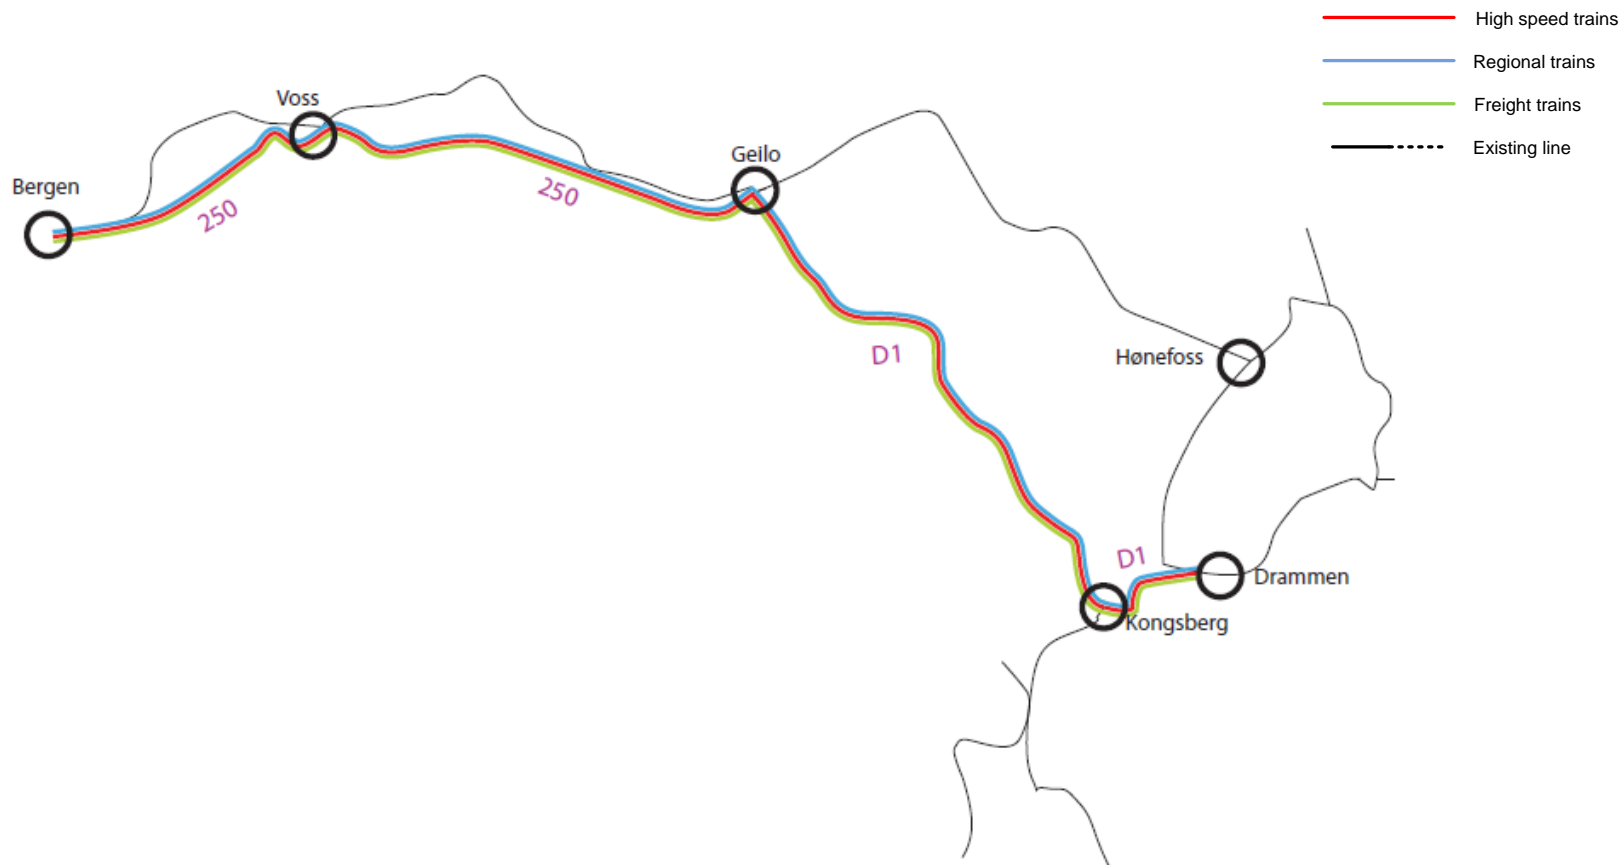 High speed trains
Regional trains
Freight trains
Existing line
Voss
Geilo
Bergen
250
250
D1
Hønefoss
D1
Drammen
Kongsberg